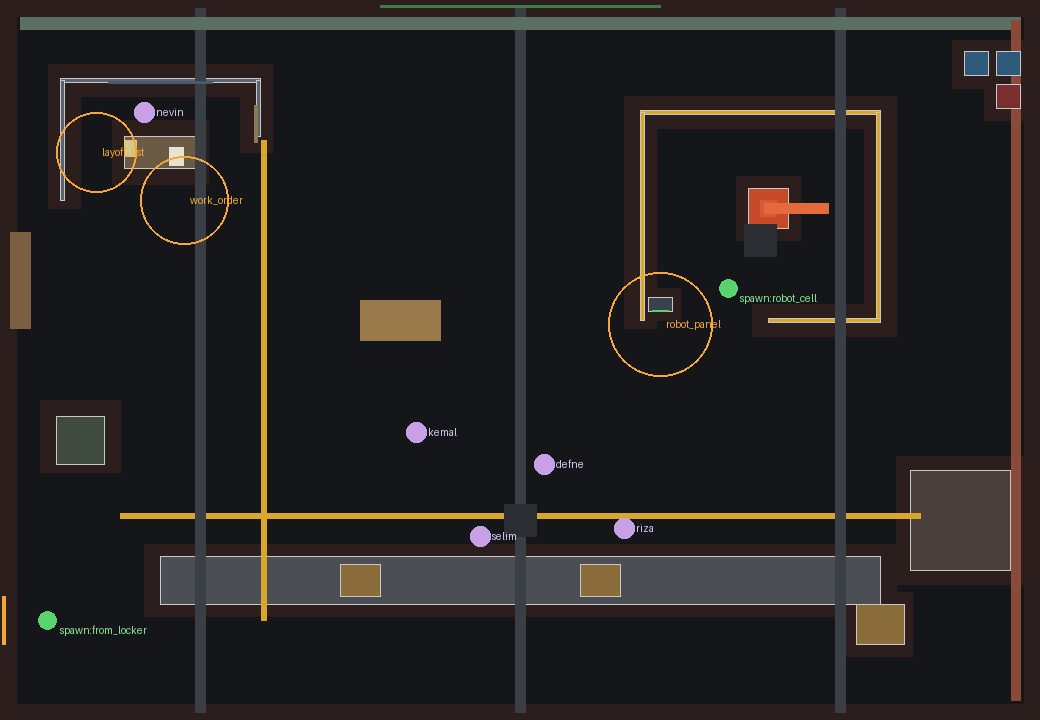 nevin
layoff_list
work_order
spawn:robot_cell
robot_panel
kemal
defne
selim
riza
spawn:from_locker